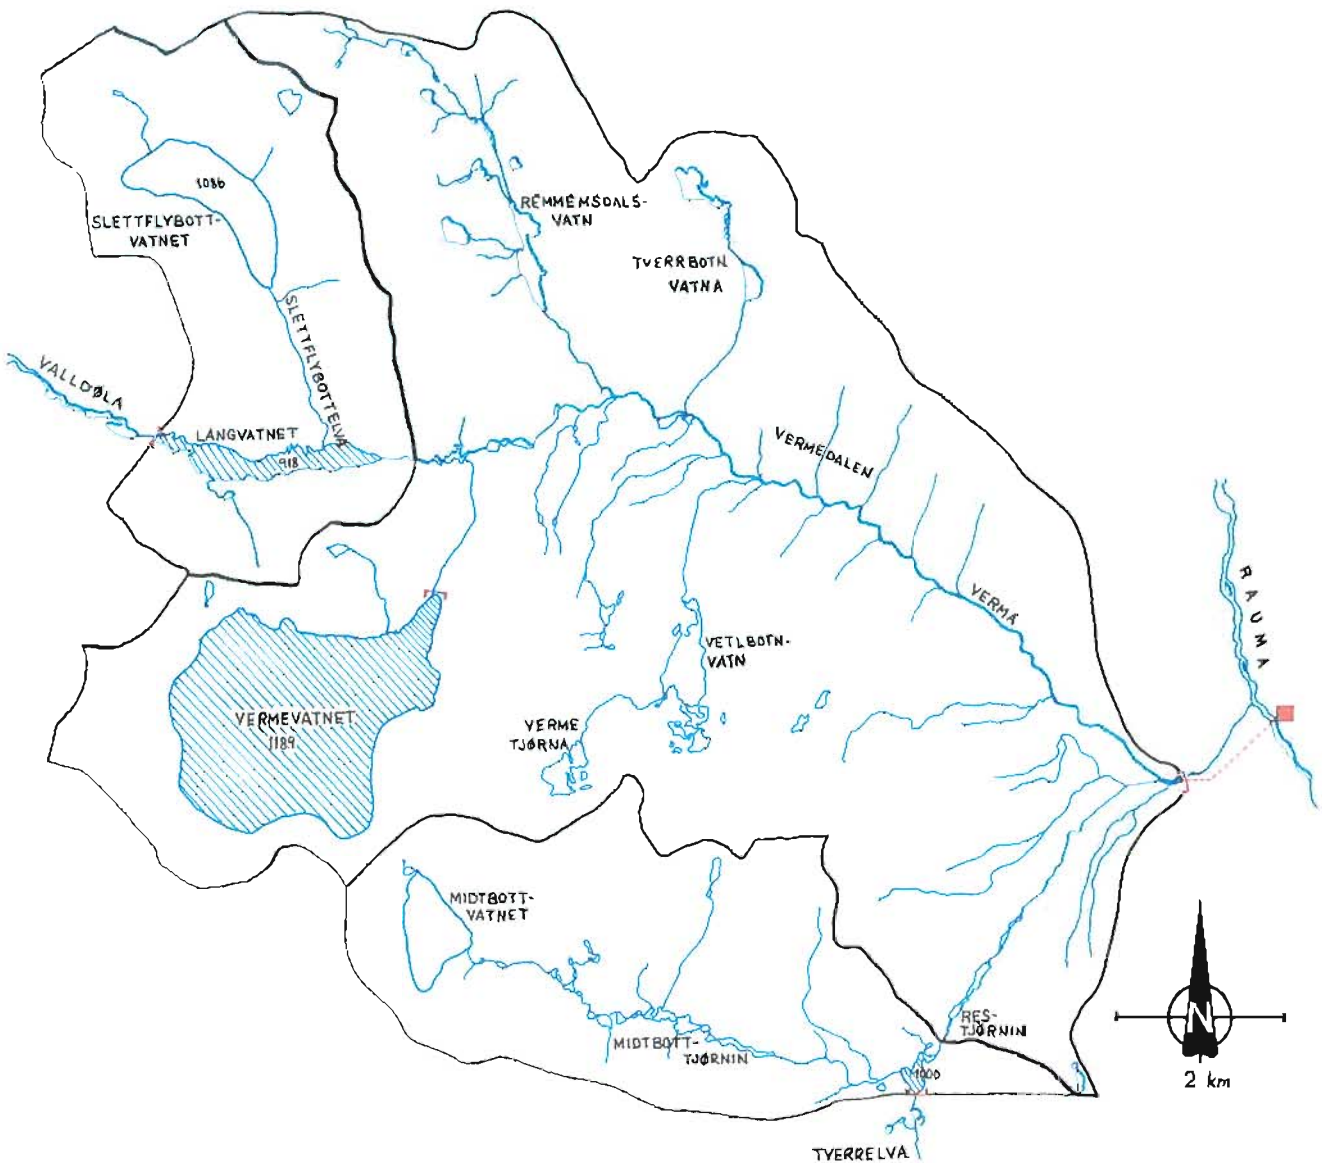 1086
SLETTFLYBOTT-
VATNET
REMMEMSDALS-
VATN
TVERRBOTN
VATNA
SLETTFLYBOTTELVA
VALLDØLA
LANGVATNET
918
VERMEDALEN
VERMA
RAUMA
VETLBOTN-
VATN
VERMEVATNET
1189
VERME
TJØRNA
MIDTBOTT-
VATNET
MIDTBOTT-
TJØRNIN
RES-
TJØRNIN
1000
N
2 km
TVERRELVA